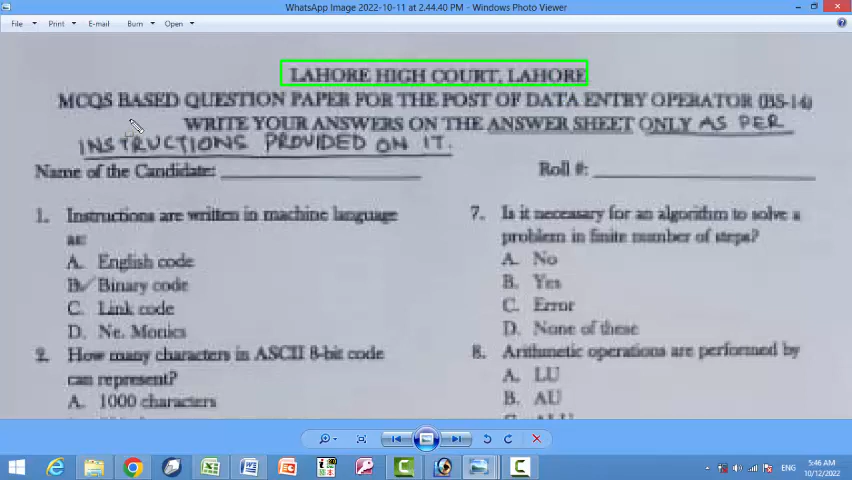 WhatsApp Image 2022-10-11 at 2.44.40 PM - Windows Photo Viewer
File Print E-mail Burn Open
LAHORE HIGH COURT, LAHORE
MCQS BASED QUESTION PAPER FOR THE POST OF DATA ENTRY OPERATOR (BS-14)
WRITE YOUR ANSWERS ON THE ANSWER SHEET ONLY AS PER
INSTRUCTIONS PROVIDED ON IT.
Name of the Candidate: Roll #:
1. Instructions are written in machine language
as:
A. English code
B. Binary code
C. Link code
D. Ne. Monics
2. How many characters in ASCII 8-bit code
can represent?
A. 1000 characters
7. Is it necessary for an algorithm to solve a
problem in finite number of steps?
A. No
B. Yes
C. Error
D. None of these
8. Arithmetic operations are performed by
A. LU
B. AU
ENG
5:46 AM
10/12/2022